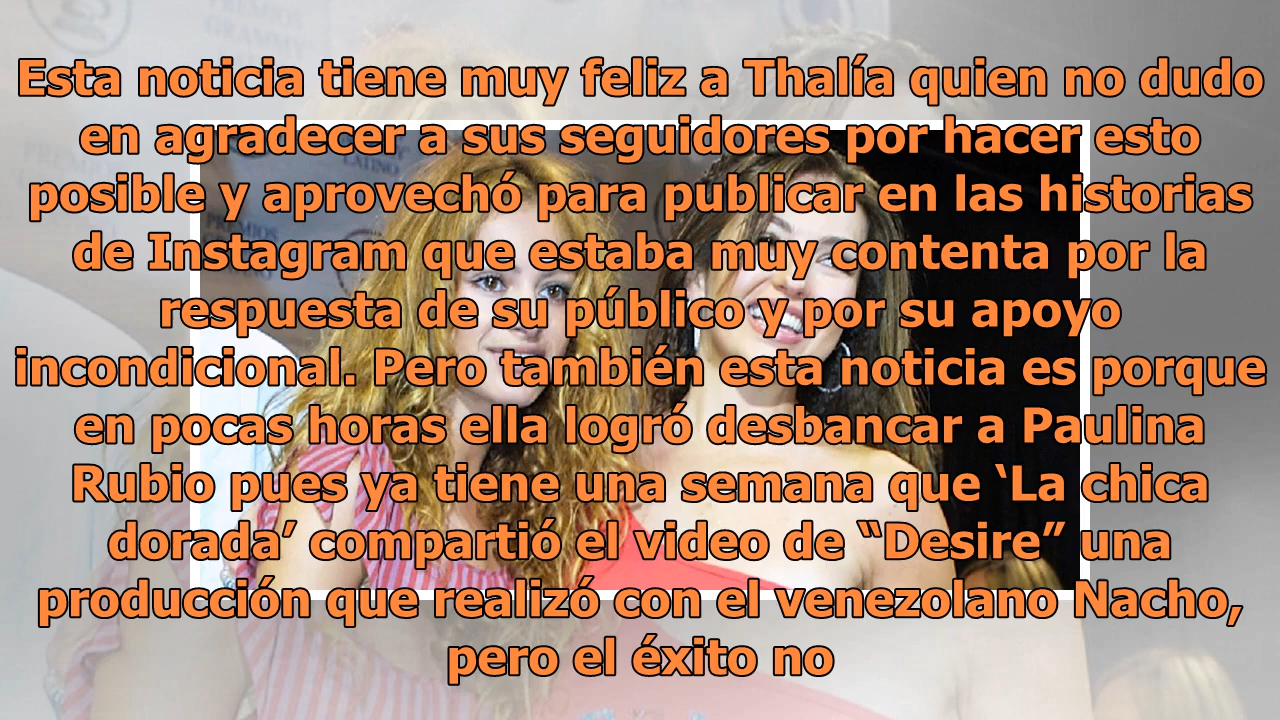 Esta noticia tiene muy feliz a Thalía quien no dudo
en agradecer a sus seguidores por hacer esto
posible y aprovechó para publicar en las historias
de Instagram que estaba muy contenta por la
respuesta de su público y por su apoyo
incondicional. Pero también esta noticia es porque
en pocas horas ella logró desbancar a Paulina
Rubio pues ya tiene una semana que ‘La chica
dorada’ compartió el video de “Desire” una
producción que realizó con el venezolano Nacho,
pero el éxito no